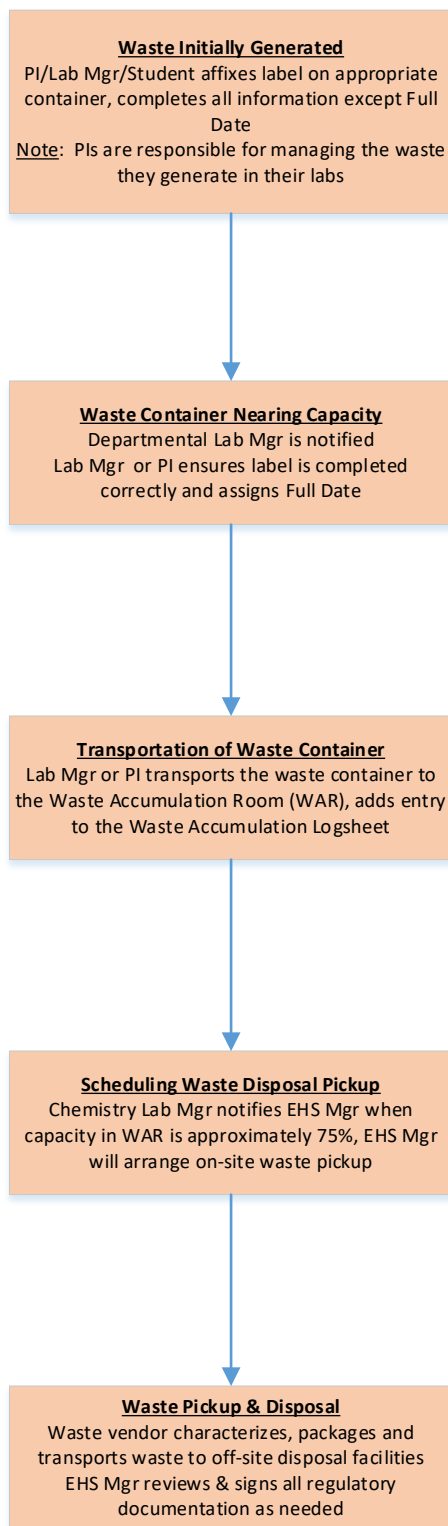 Waste Initially Generated
PI/Lab Mgr/Student affixes label on appropriate
container, completes all information except Full
Date
Note:  PIs are responsible for managing the waste
they generate in their labs
Waste Container Nearing Capacity
Departmental Lab Mgr is notified
Lab Mgr  or PI ensures label is completed
correctly and assigns Full Date
Transportation of Waste Container
Lab Mgr or PI transports the waste container to
the Waste Accumulation Room (WAR), adds entry
to the Waste Accumulation Logsheet
Scheduling Waste Disposal Pickup
Chemistry Lab Mgr notifies EHS Mgr when
capacity in WAR is approximately 75%, EHS Mgr
will arrange on-site waste pickup
Waste Pickup & Disposal
Waste vendor characterizes, packages and
transports waste to off-site disposal facilities
EHS Mgr reviews & signs all regulatory
documentation as needed